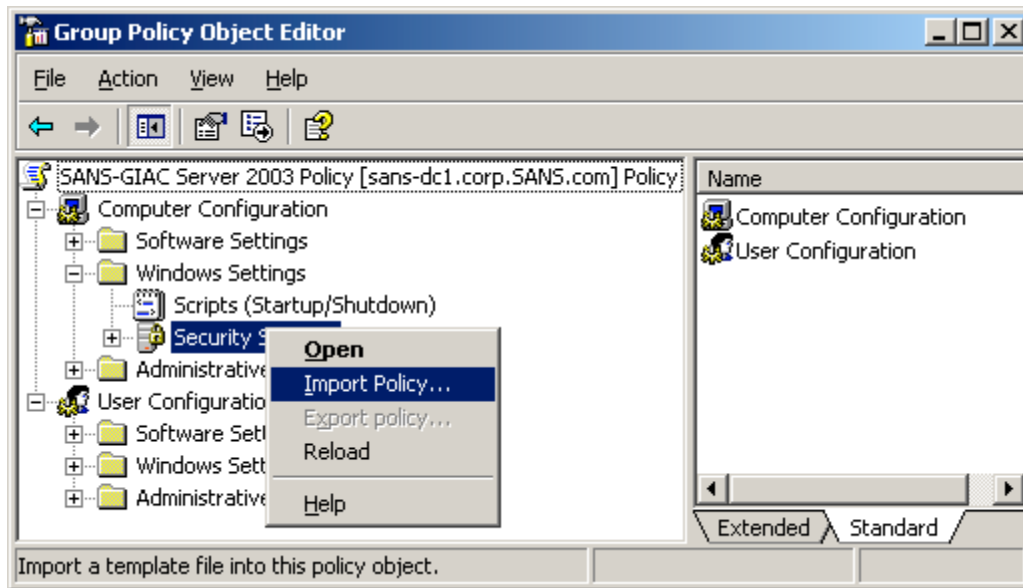 Group Policy Object Editor
File Action View Help
SANS-GIAC Server 2003 Policy [sans-dc1.corp.SANS.com] Policy
Computer Configuration
Software Settings
Windows Settings
Scripts (Startup/Shutdown)
Security S
Administrative
User Configuratio
Software Set
Windows Sett
Administrative
Open
Import Policy...
Export policy...
Reload
Help
Name
Computer Configuration
User Configuration
Extended Standard
Import a template file into this policy object.